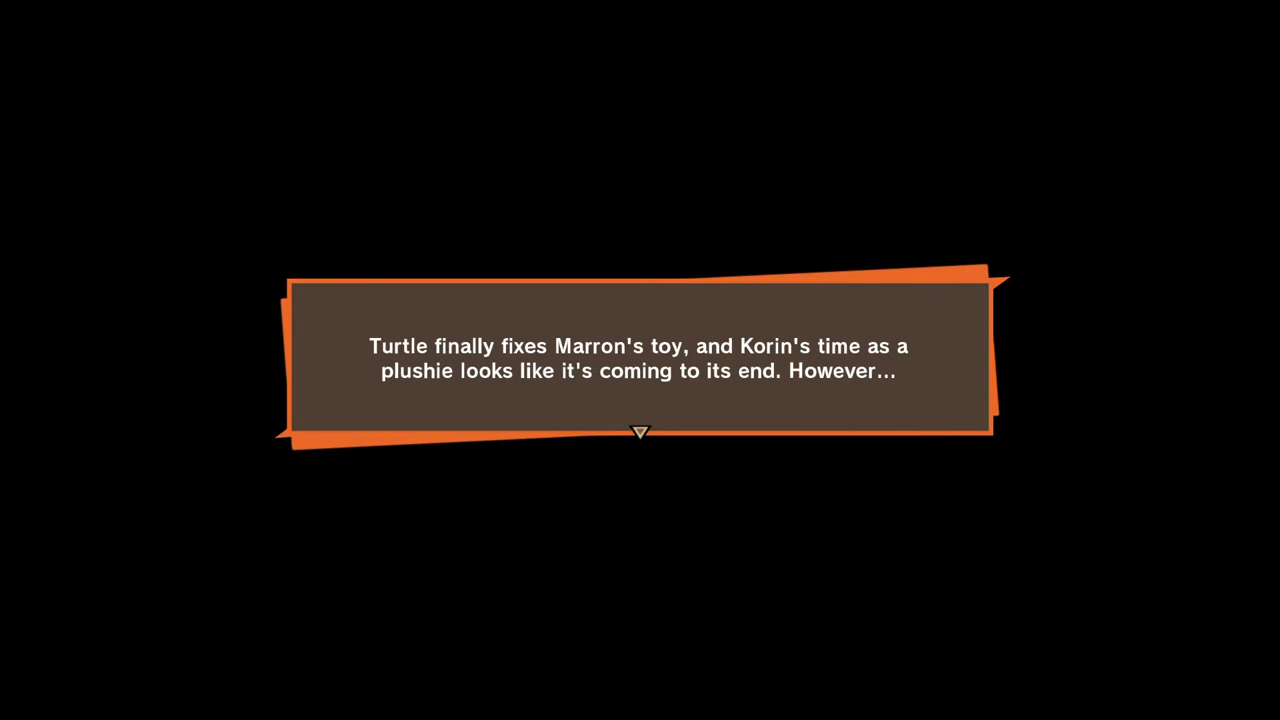 Turtle finally fixes Marron's toy, and Korin's time as a
plushie looks like it's coming to its end. However...